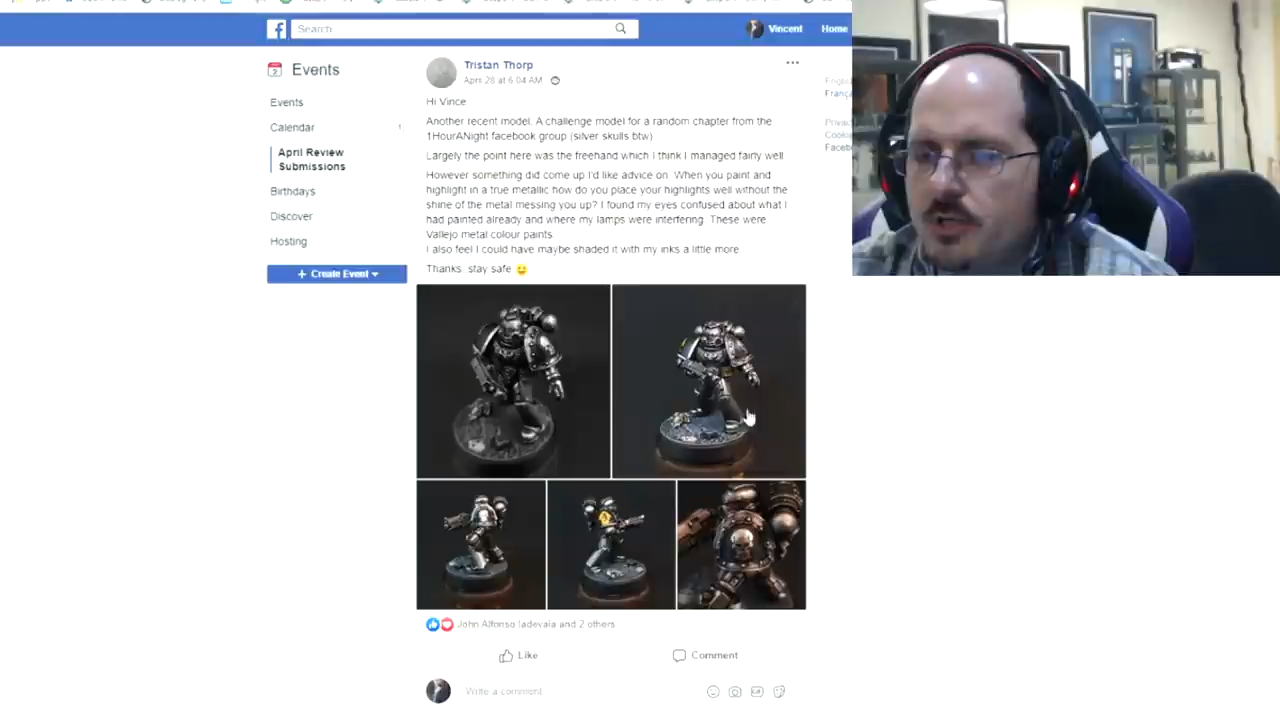 Search
Vincent
Home
Events
Events
Calendar
1
April Review
Submissions
Birthdays
Discover
Hosting
+ Create Event
Tristan Thorp
April 28 at 6:04 AM
Hi Vince
Another recent model. A challenge model for a random chapter from the
1HourANight facebook group (silver skulls btw)
Largely the point here was the freehand which I think I managed fairly well
However something did come up I'd like advice on. When you paint and
highlight in a true metallic how do you place your highlights well without the
shine of the metal messing you up? I found my eyes confused about what I
had painted already and where my lamps were interfering. These were
Vallejo metal colour paints.
I also feel I could have maybe shaded it with my inks a little more
Thanks. stay safe
John Alfonso Iadevaia and 2 others
Like
Comment
Write a comment
Englis
França
Privac
Cookie
Facebo